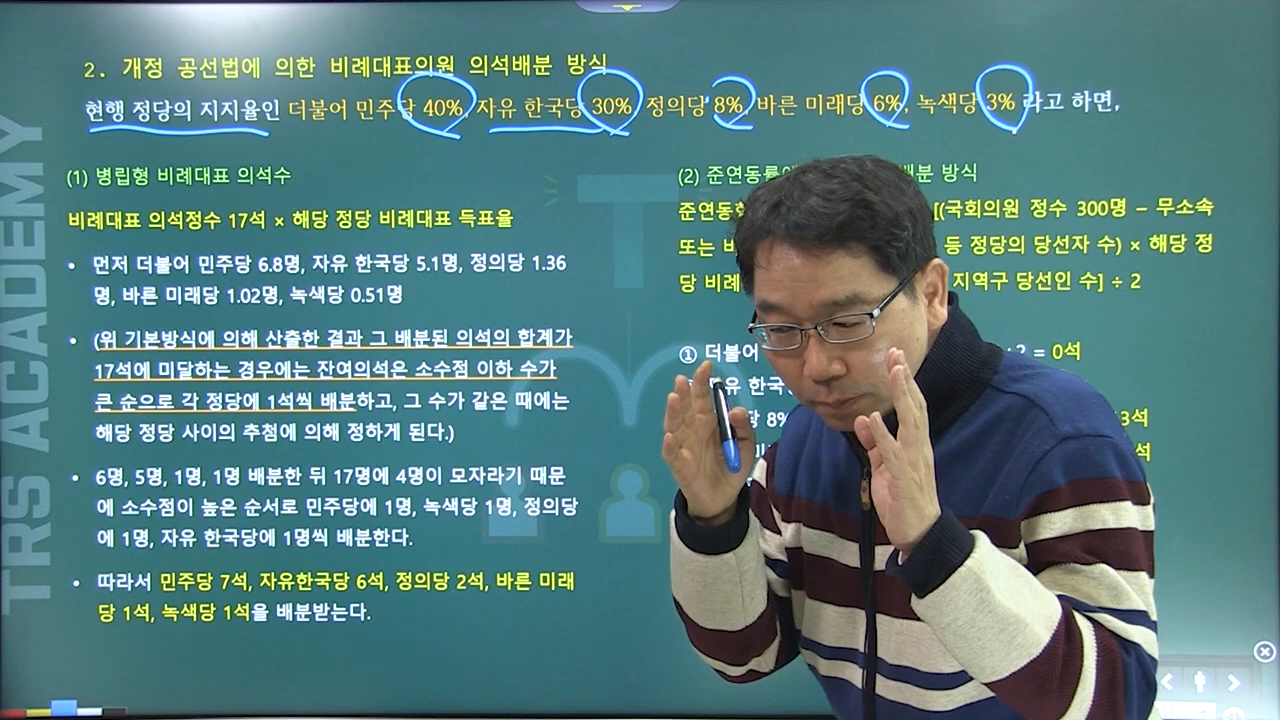 2. 개정 공선법에 의한 비례대표의원 의석배분 방식
현행 정당의 지지율인 더불어 민주당 40%, 자유 한국당 30%, 정의당 8%, 바른 미래당 6%, 녹색당 3% 라고 하면,
(1) 병립형 비례대표 의석수
비례대표 의석정수 17석 × 해당 정당 비례대표 득표율
• 먼저 더불어 민주당 6.8명, 자유 한국당 5.1명, 정의당 1.36
명, 바른 미래당 1.02명, 녹색당 0.51명
• (위 기본방식에 의해 산출한 결과 그 배분된 의석의 합계가
17석에 미달하는 경우에는 잔여의석은 소수점 이하 수가
큰 순으로 각 정당에 1석씩 배분하고, 그 수가 같은 때에는
해당 정당 사이의 추첨에 의해 정하게 된다.)
• 6명, 5명, 1명, 1명 배분한 뒤 17명에 4명이 모자라기 때문
에 소수점이 높은 순서로 민주당에 1명, 녹색당 1명, 정의당
에 1명, 자유 한국당에 1명씩 배분한다.
• 따라서 민주당 7석, 자유한국당 6석, 정의당 2석, 바른 미래
당 1석, 녹색당 1석을 배분받는다.
(2) 준연동률 배분 방식
준연동 [(국회의원 정수 300명 – 무소속
또는 등 정당의 당선자 수) × 해당 정
당 비례 지역구 당선인 수] ÷ 2
① 더불어 2 = 0석
자유 한국
당 8% 3석
석
TRS ACADEMY